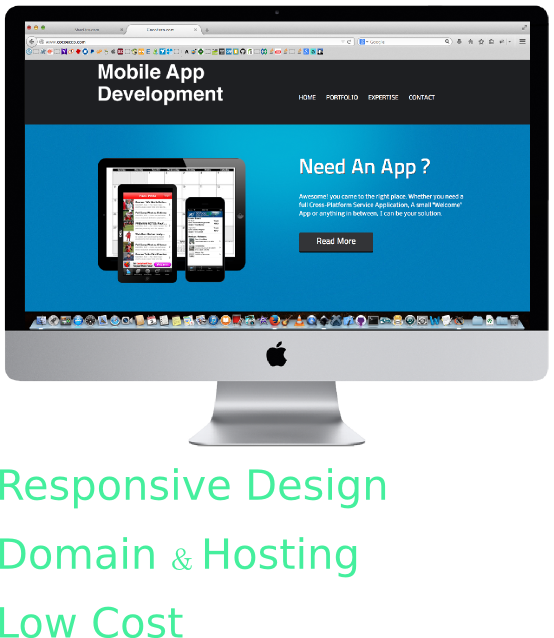 Mobile App
Development
HOME PORTFOLIO EXPERTISE CONTACT
Need An App ?
Awesome! you came to the right place. Whether you need a
full Cross-Platform Service Application, A small "Welcome"
App or anything in between, I can be your solution.
Read More
Responsive Design
Domain & Hosting
Low Cost